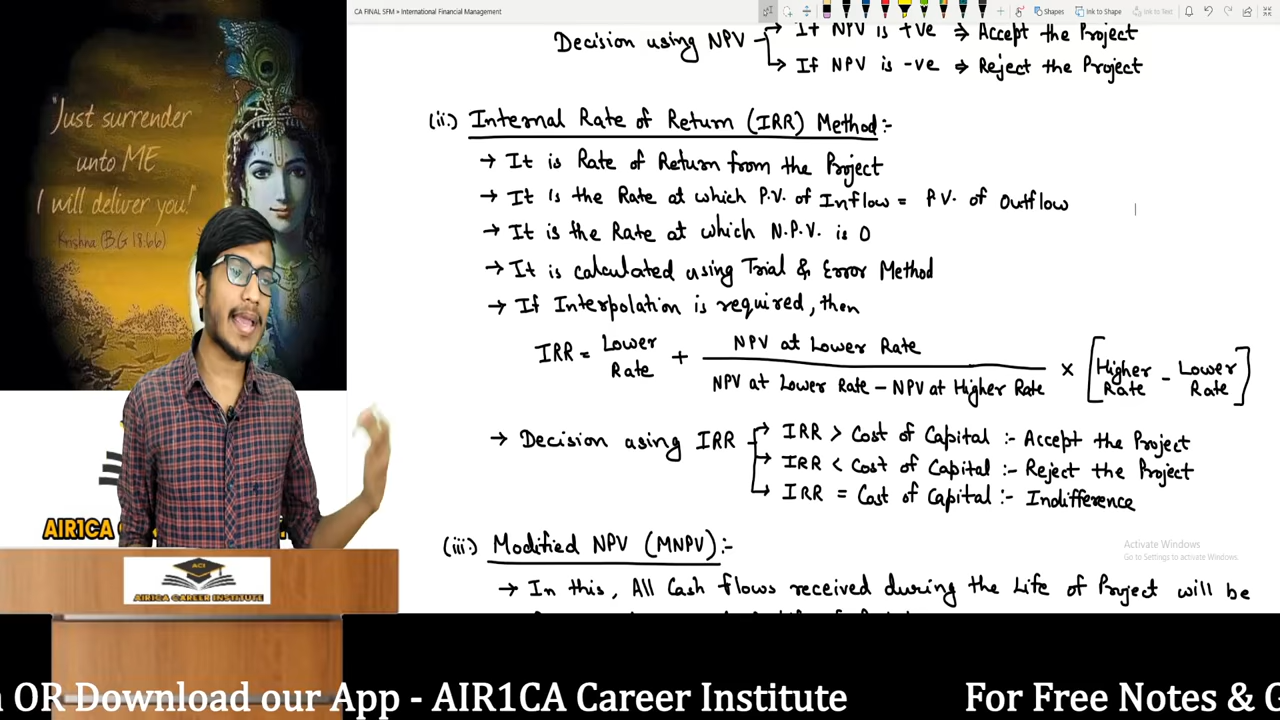 CA FINAL SFM » International Financial Management
Shapes
Ink to Shape
Ink to Text
"Just surrender
unto ME
I will deliver you!"
Krishna (B.G 18:66)
Decision using NPV → If NPV is +ve ⇒ Accept the Project
↳ If NPV is -ve ⇒ Reject the Project
(ii.) Internal Rate of Return (IRR) Method:-
→ It is Rate of Return from the Project
→ It is the Rate at which P.V. of Inflow = P.V. of Outflow
→ It is the Rate at which N.P.V. is 0
→ It is calculated using Trial & Error Method
→ If Interpolation is required, then
IRR = Lower Rate + NPV at Lower Rate / NPV at Lower Rate - NPV at Higher Rate × [Higher Rate - Lower Rate]
→ Decision using IRR → IRR > Cost of Capital :- Accept the Project
→ IRR < Cost of Capital :- Reject the Project
↳ IRR = Cost of Capital :- Indifference
(iii.) Modified NPV (MNPV):-
→ In this, All Cash flows received during the Life of Project will be
Activate Windows
Go to Settings to activate Windows.
AIR1CA
ACI
AIR1CA CAREER INSTITUTE
OR Download our App - AIR1CA Career Institute
For Free Notes &